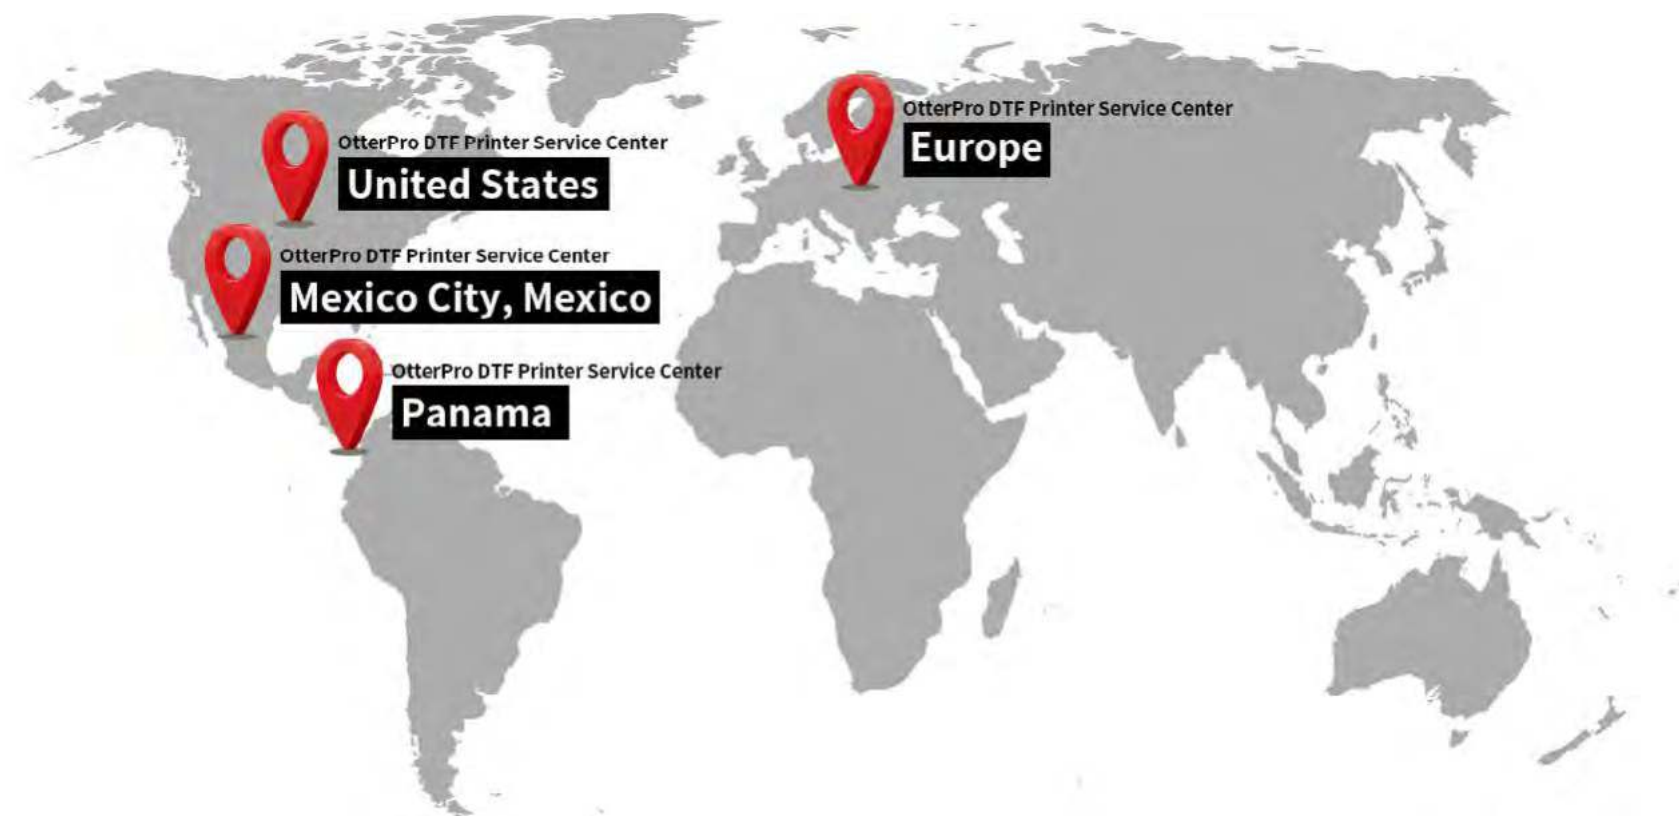 OtterPro DTF Printer Service Center
United States
OtterPro DTF Printer Service Center
Mexico City, Mexico
OtterPro DTF Printer Service Center
Panama
OtterPro DTF Printer Service Center
Europe